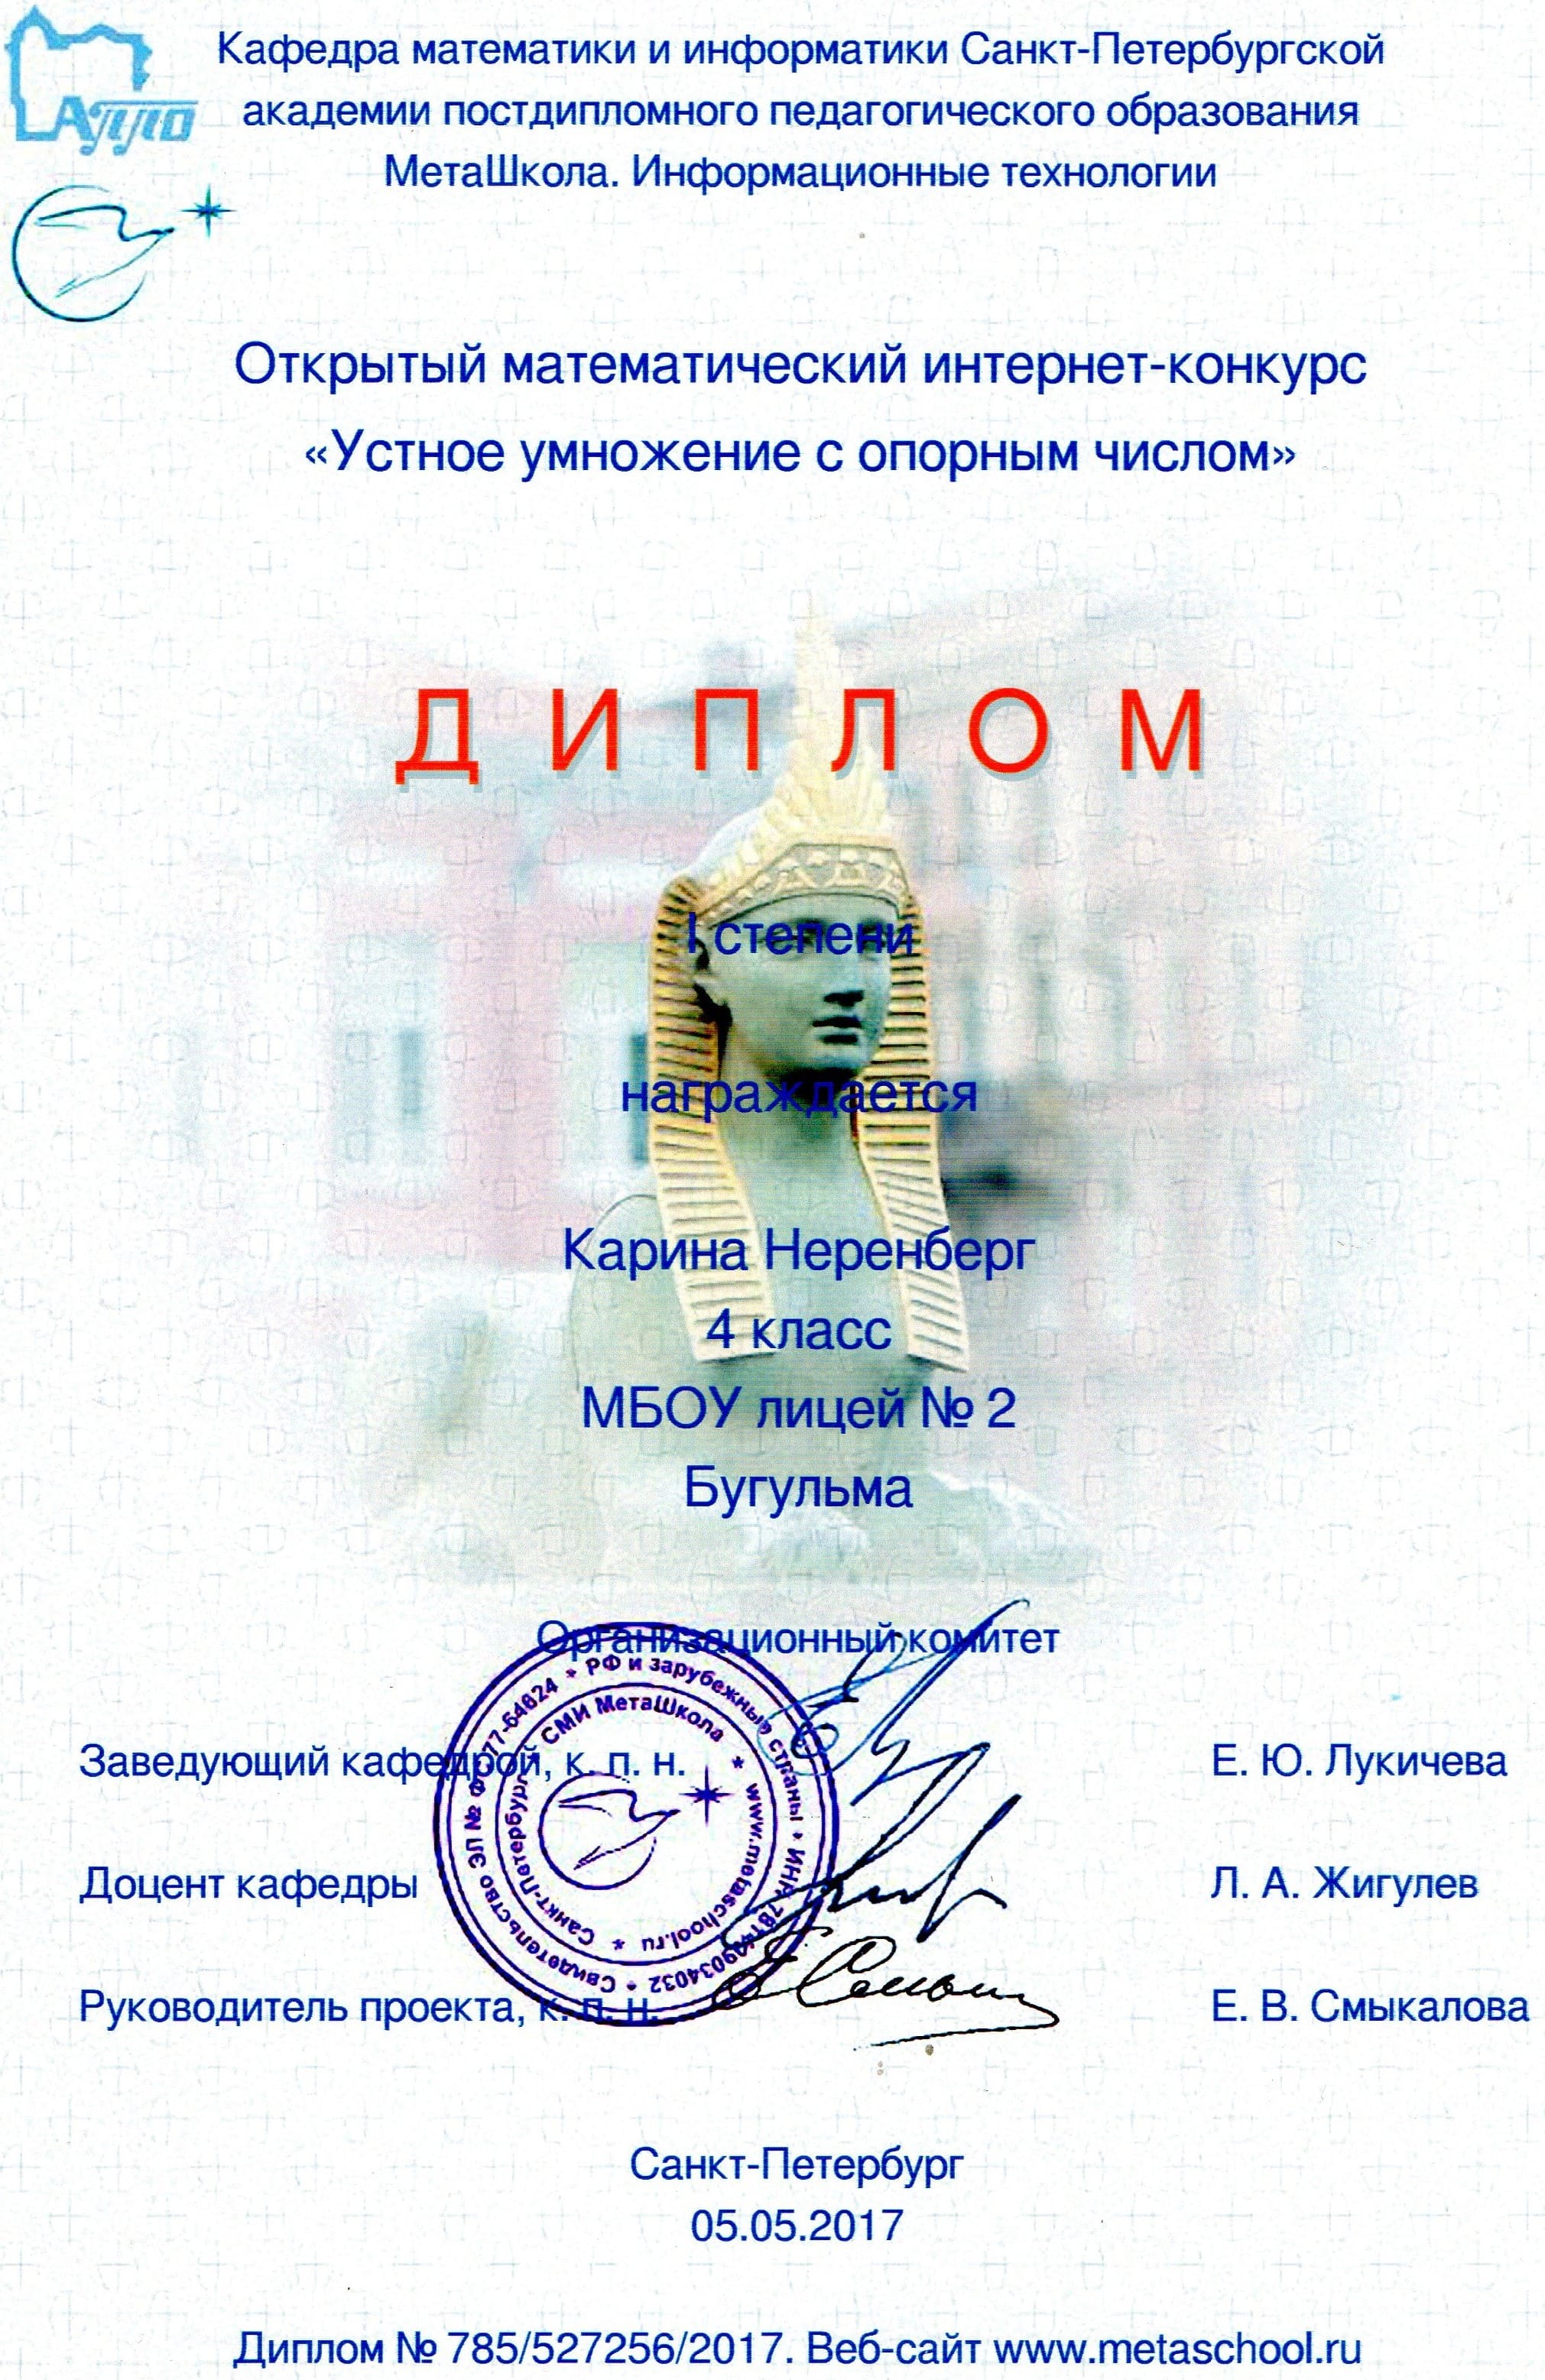 Кафедра математики и информатики Санкт-Петербургской
академии постдипломного педагогического образования
МетаШкола. Информационные технологии
Аппо
Открытый математический интернет-конкурс
«Устное умножение с опорным числом»
ДИПЛОМ
I степени
награждается
Карина Неренберг
4 класс
МБОУ лицей № 2
Бугульма
Организационный комитет
Заведующий кафедрой, к. п. н. Е. Ю. Лукичева
Доцент кафедры Л. А. Жигулев
Руководитель проекта, к. п. н. Е. В. Смыкалова
Свидетельство ЭЛ № ФС77-64624 * РФ и зарубежные страны * ИНН
СМИ МетаШкола * www.metaschool.ru * Санкт-Петербург
Санкт-Петербург
05.05.2017
Диплом № 785/527256/2017. Веб-сайт www.metaschool.ru